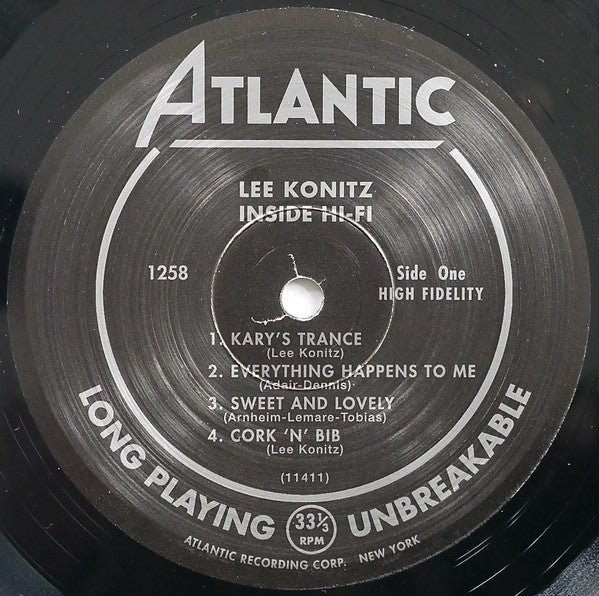 ATLANTIC
LEE KONITZ
INSIDE HI-FI
1258
Side One
HIGH FIDELITY
1. KARY'S TRANCE
(Lee Konitz)
2. EVERYTHING HAPPENS TO ME
(Adair-Dennis)
3. SWEET AND LOVELY
(Arnheim-Lemare-Tobias)
4. CORK 'N' BIB
(Lee Konitz)
(11411)
LONG PLAYING 33 1/3 RPM UNBREAKABLE
ATLANTIC RECORDING CORP. NEW YORK